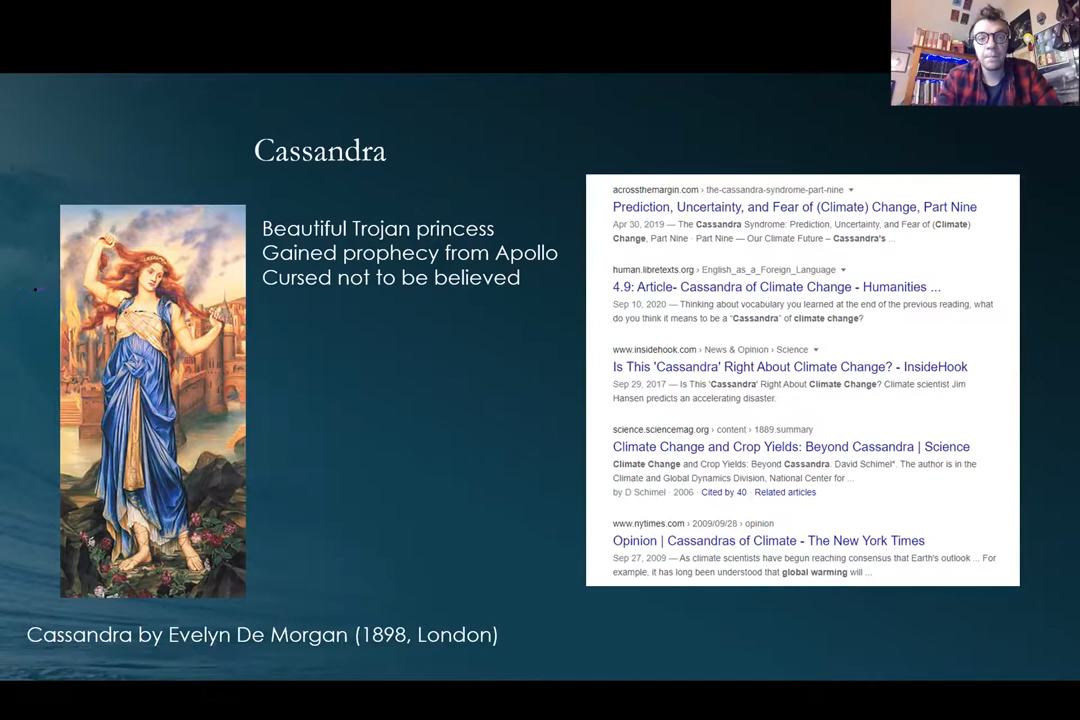 Cassandra
Beautiful Trojan princess
Gained prophecy from Apollo
Cursed not to be believed
Cassandra by Evelyn De Morgan (1898, London)
acrossthemargin.com › the-cassandra-syndrome-part-nine
Prediction, Uncertainty, and Fear of (Climate) Change, Part Nine
Apr 30, 2019 — The Cassandra Syndrome: Prediction, Uncertainty, and Fear of (Climate)
Change, Part Nine · Part Nine — Our Climate Future – Cassandra's ...
human.libretexts.org › English_as_a_Foreign_Language
4.9: Article- Cassandra of Climate Change - Humanities ...
Sep 10, 2020 — Thinking about vocabulary you learned at the end of the previous reading, what
do you think it means to be a "Cassandra" of climate change?
www.insidehook.com › News & Opinion › Science
Is This 'Cassandra' Right About Climate Change? - InsideHook
Sep 29, 2017 — Is This 'Cassandra' Right About Climate Change? Climate scientist Jim
Hansen predicts an accelerating disaster.
science.sciencemag.org › content › 1889.summary
Climate Change and Crop Yields: Beyond Cassandra | Science
Climate Change and Crop Yields: Beyond Cassandra. David Schimel*. The author is in the
Climate and Global Dynamics Division, National Center for ...
by D Schimel · 2006 · Cited by 40 · Related articles
www.nytimes.com › 2009/09/28 › opinion
Opinion | Cassandras of Climate - The New York Times
Sep 27, 2009 — As climate scientists have begun reaching consensus that Earth's outlook ... For
example, it has long been understood that global warming will ...